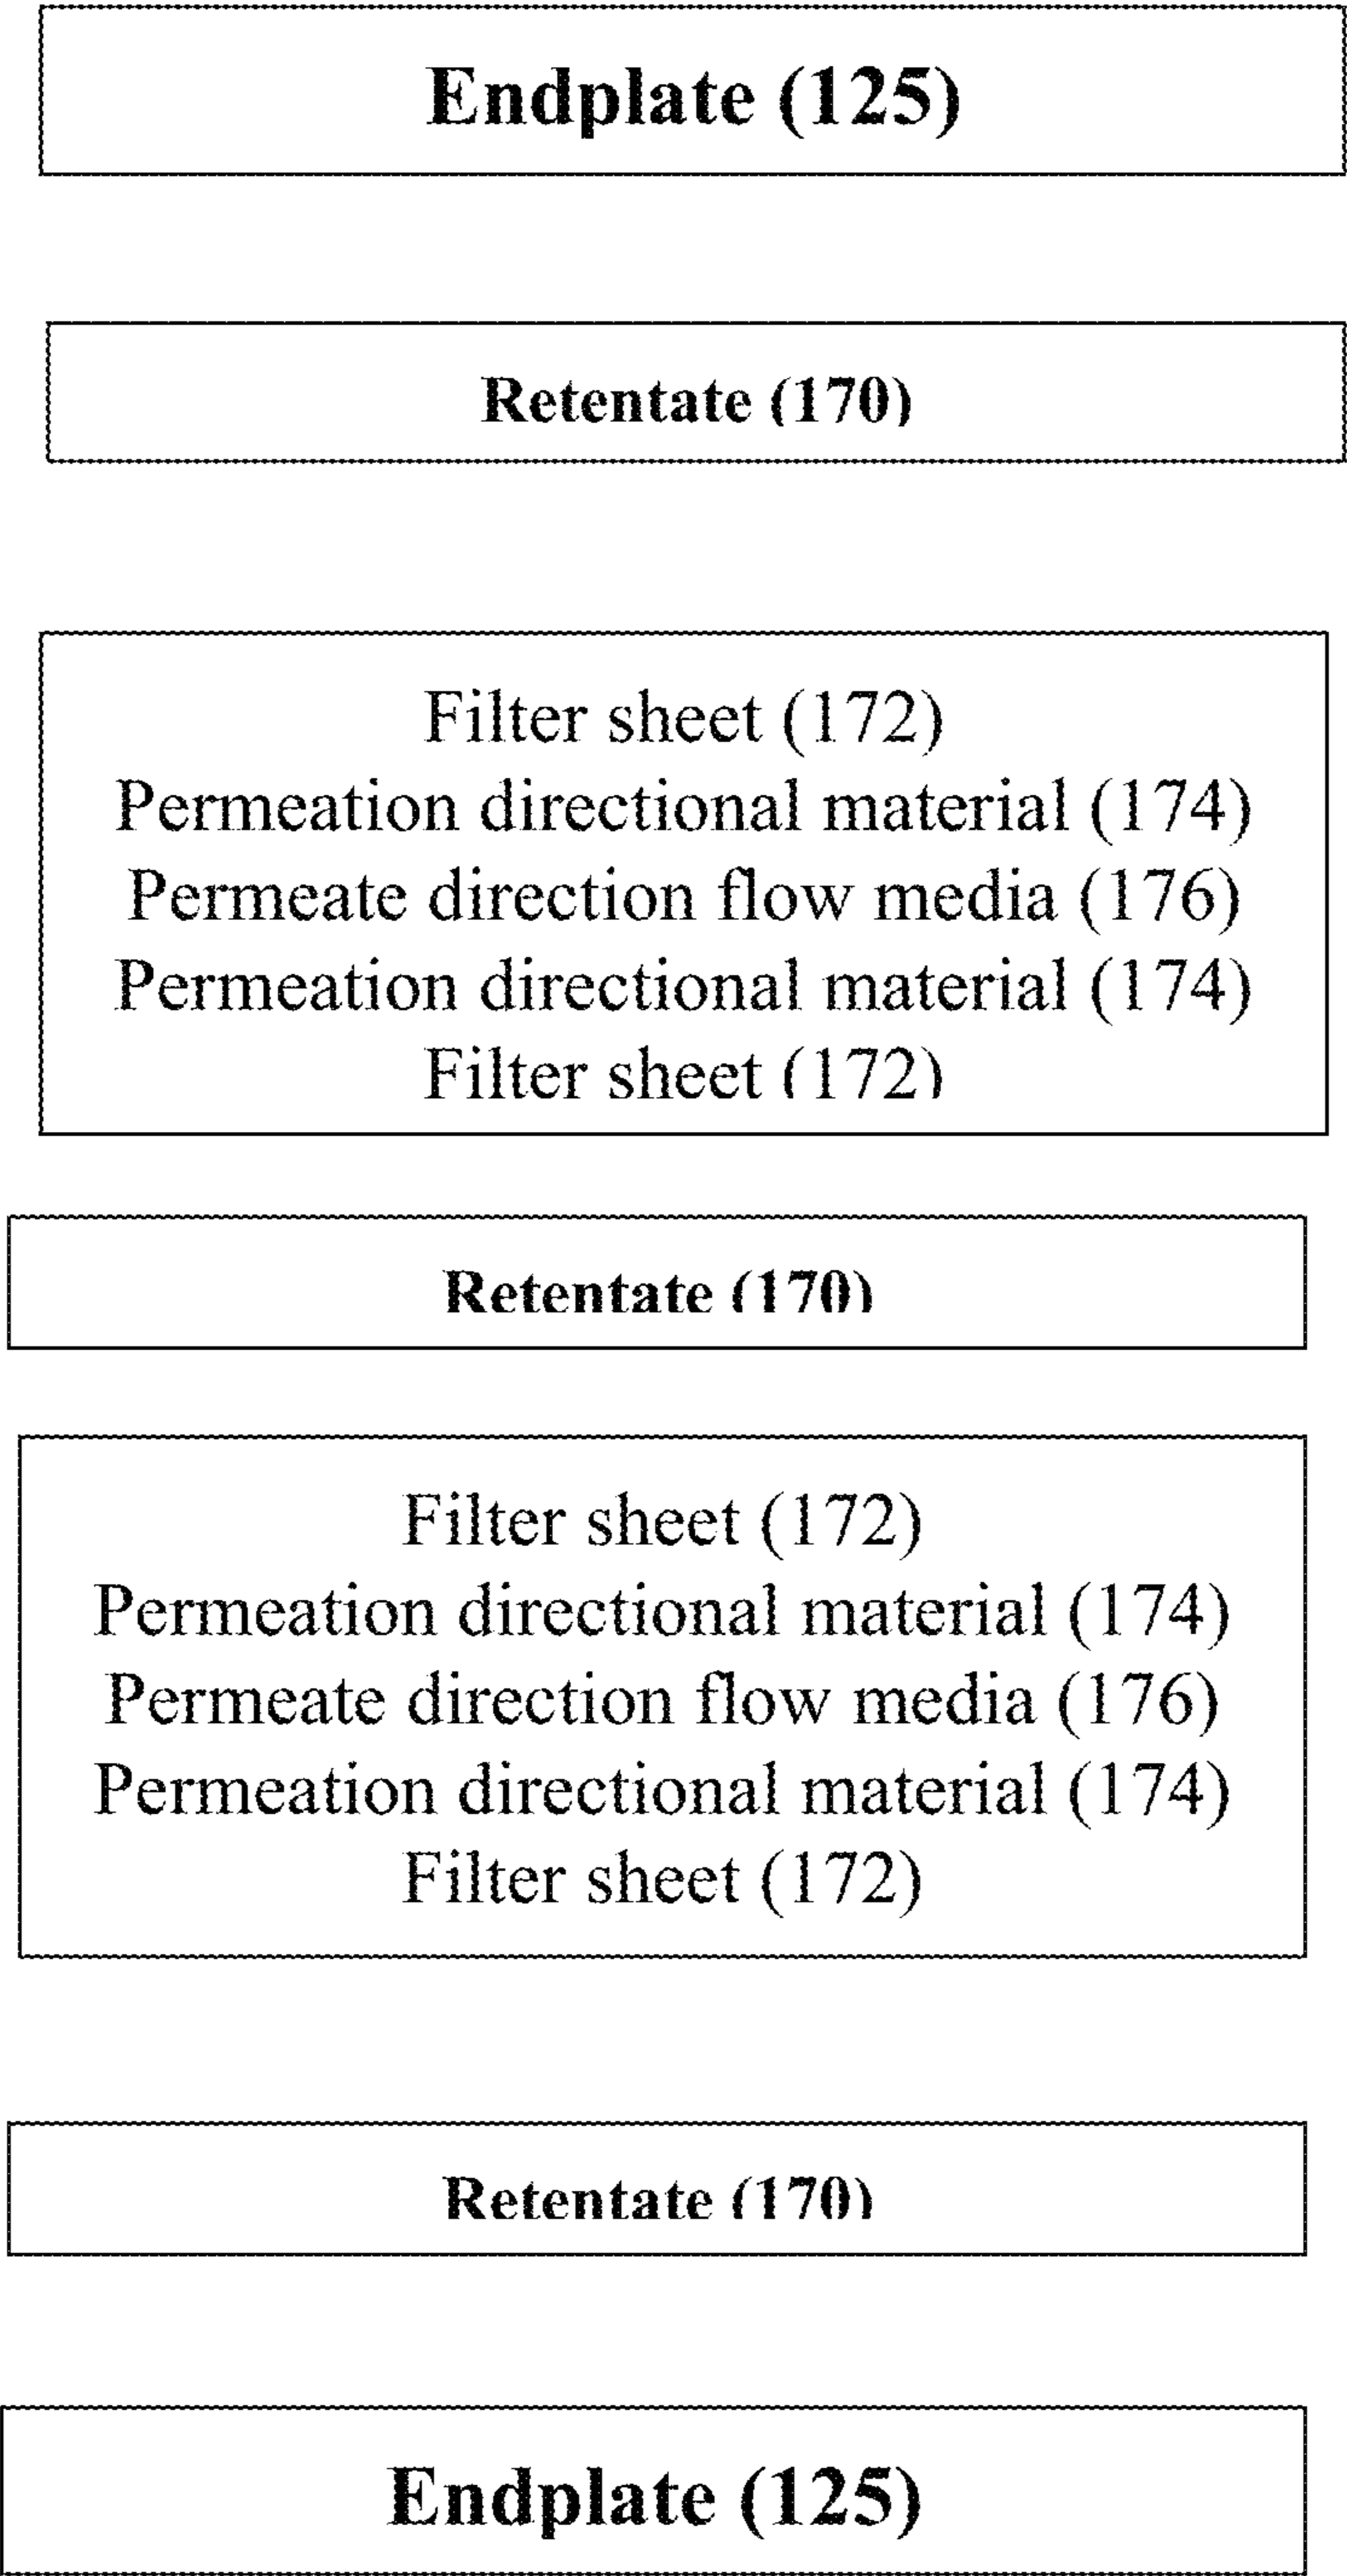 Endplate (125)
Retentate (170)
Filter sheet (172)
Permeation directional material (174)
Permeate direction flow media (176)
Permeation directional material (174)
Filter sheet (172)
Retentate (170)
Filter sheet (172)
Permeation directional material (174)
Permeate direction flow media (176)
Permeation directional material (174)
Filter sheet (172)
Retentate (170)
Endplate (125)